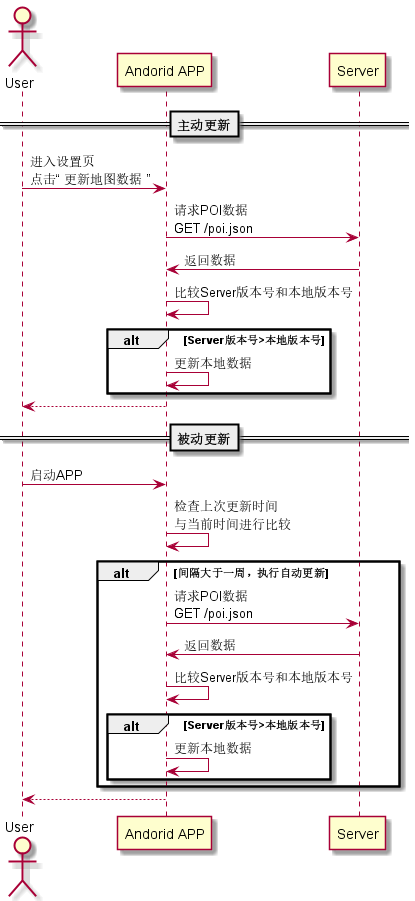 User
Andorid APP
Server
主动更新
进入设置页
点击“ 更新地图数据 ”
请求POI数据
GET /poi.json
返回数据
比较Server版本号和本地版本号
alt
[Server版本号>本地版本号]
更新本地数据
被动更新
启动APP
检查上次更新时间
与当前时间进行比较
alt
[间隔大于一周，执行自动更新]
请求POI数据
GET /poi.json
返回数据
比较Server版本号和本地版本号
alt
[Server版本号>本地版本号]
更新本地数据
User
Andorid APP
Server